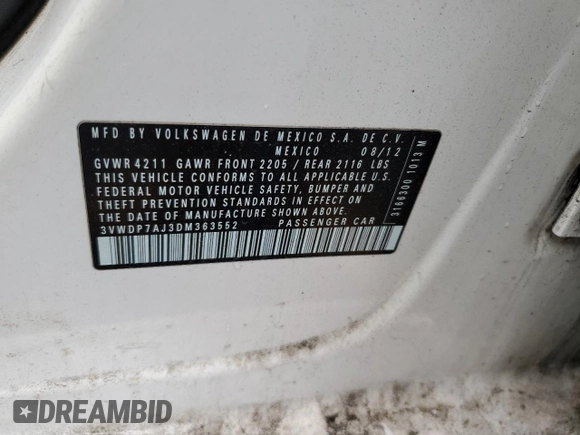 MFD BY VOLKSWAGEN DE MEXICO S.A. DE C.V.
MEXICO 08/12
GVWR 4211 GAWR FRONT 2205 / REAR 2116 LBS
THIS VEHICLE CONFORMS TO ALL APPLICABLE U.S.
FEDERAL MOTOR VEHICLE SAFETY, BUMPER AND
THEFT PREVENTION STANDARDS IN EFFECT ON
THE DATE OF MANUFACTURE SHOWN ABOVE.
3VWDP7AJ3DM363552 PASSENGER CAR
3166300 1013 M
DREAMBID